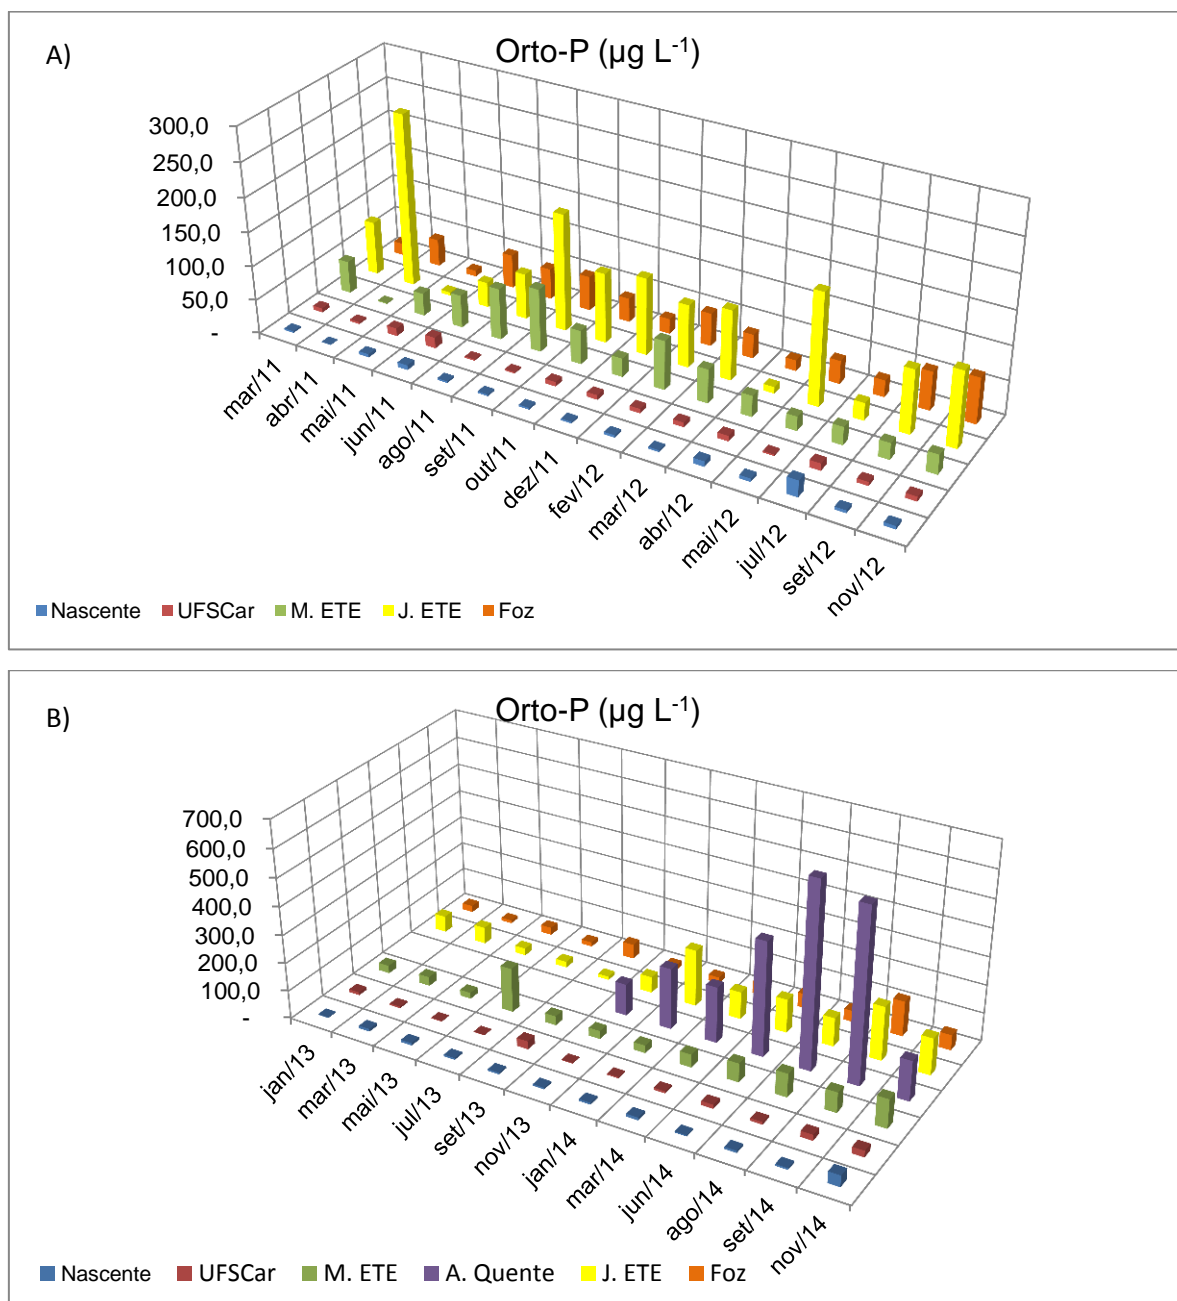 A)
Orto-P (µg L-1)
300,0
250,0
200,0
150,0
100,0
50,0
-
mar/11
abr/11
mai/11
jun/11
ago/11
set/11
out/11
dez/11
fev/12
mar/12
abr/12
mai/12
jul/12
set/12
nov/12
Nascente UFSCar M. ETE J. ETE Foz
B)
Orto-P (µg L-1)
700,0
600,0
500,0
400,0
300,0
200,0
100,0
-
jan/13
mar/13
mai/13
jul/13
set/13
nov/13
jan/14
mar/14
jun/14
ago/14
set/14
nov/14
Nascente UFSCar M. ETE A. Quente J. ETE Foz